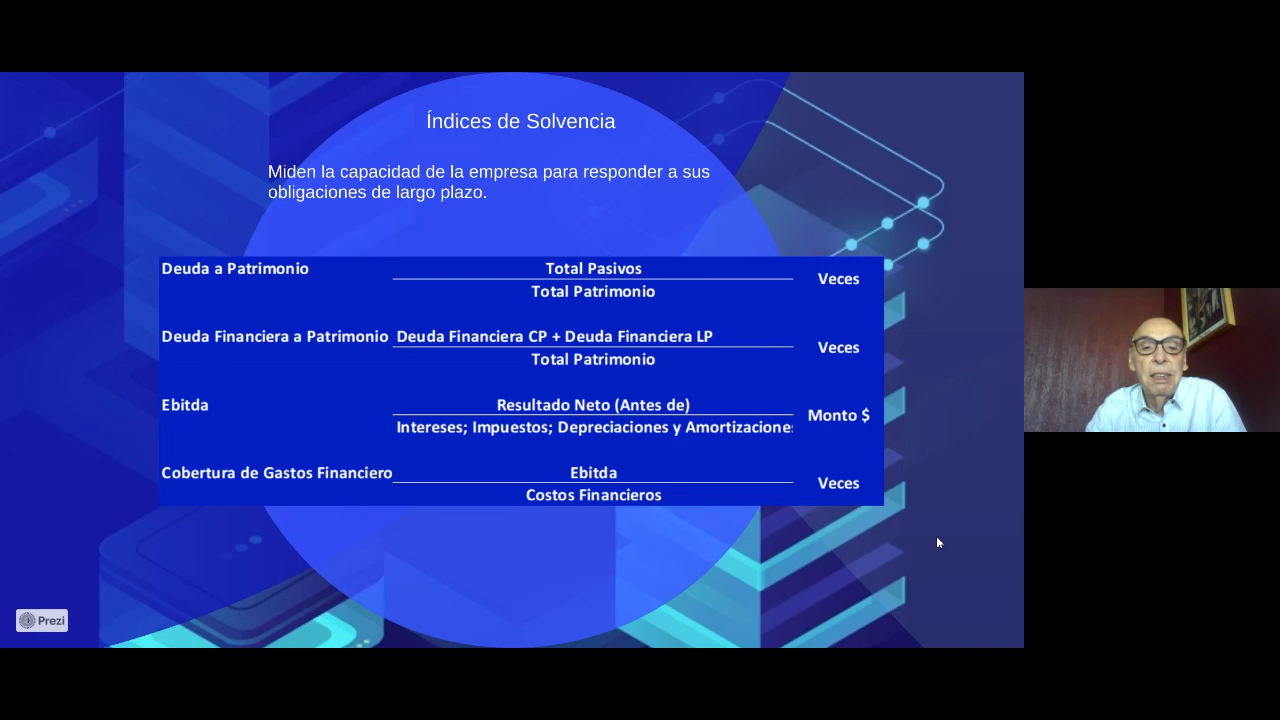 Índices de Solvencia
Miden la capacidad de la empresa para responder a sus
obligaciones de largo plazo.
Deuda a Patrimonio
Total Pasivos
Total Patrimonio
Veces
Deuda Financiera a Patrimonio
Deuda Financiera CP + Deuda Financiera LP
Total Patrimonio
Veces
Ebitda
Resultado Neto (Antes de)
Intereses; Impuestos; Depreciaciones y Amortizaciones
Monto $
Cobertura de Gastos Financiero
Ebitda
Costos Financieros
Veces
Prezi